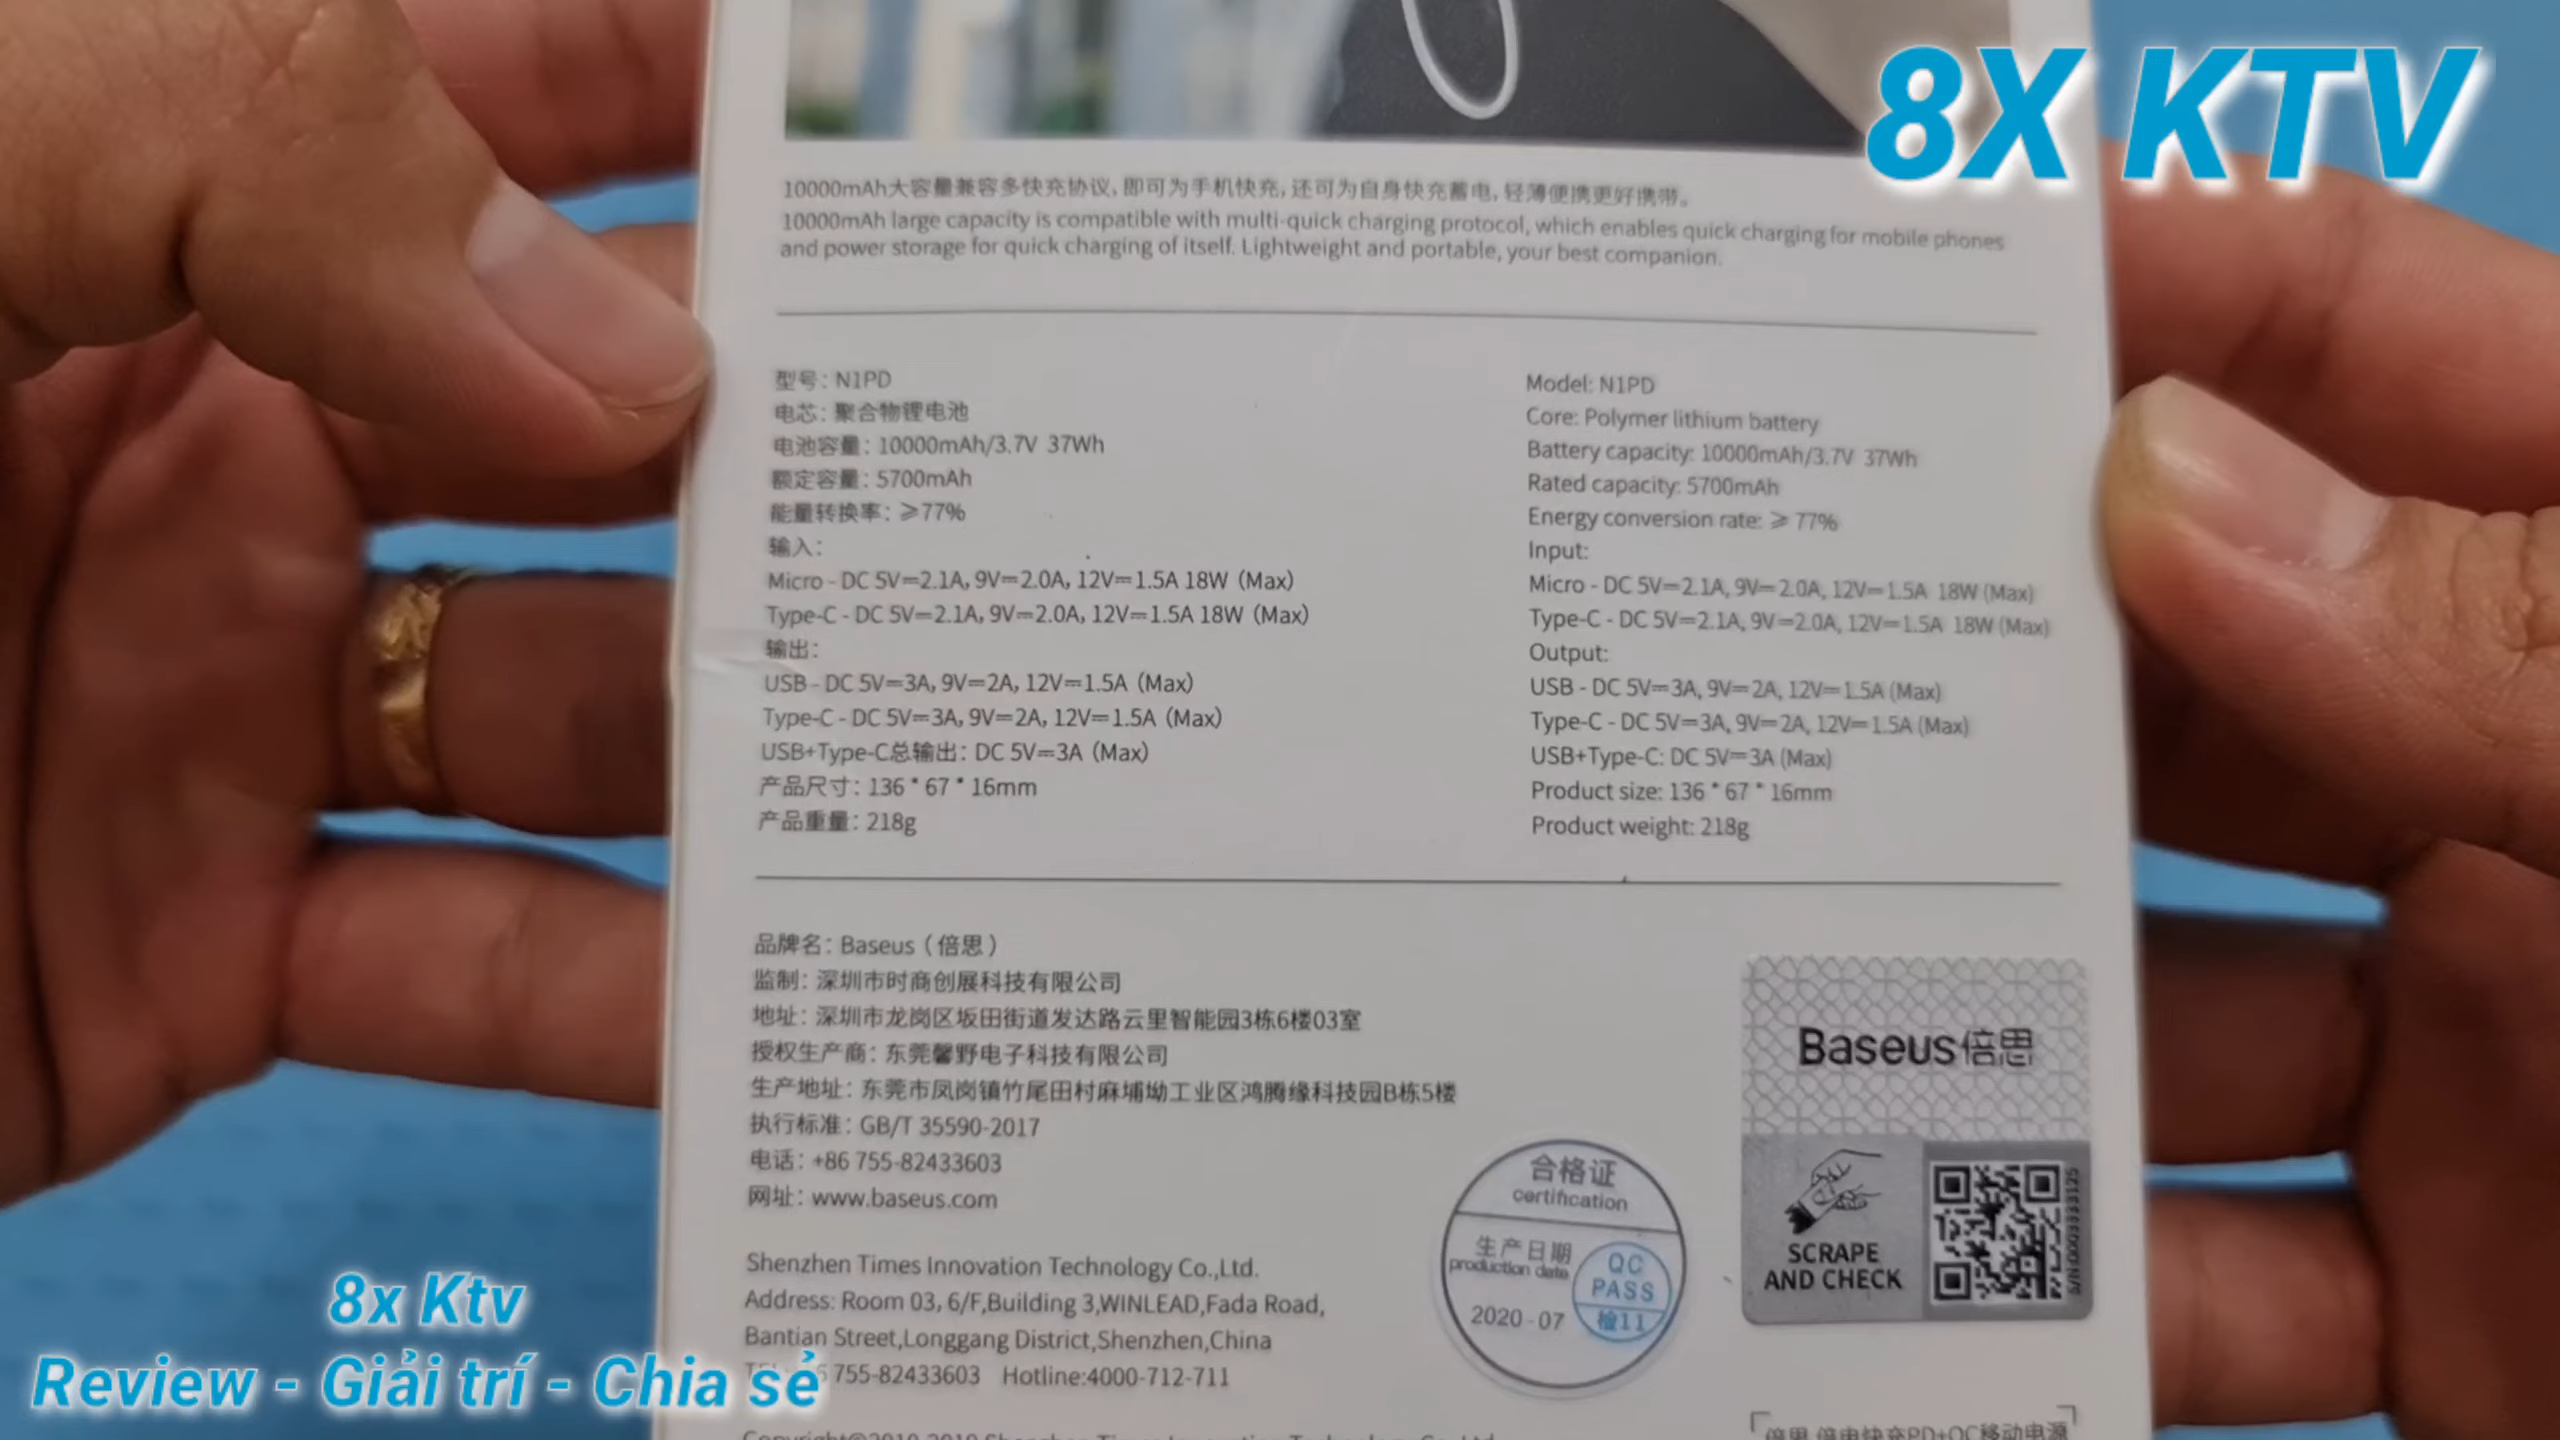 8X KTV
10000mAh大容量兼容多快充协议, 即可为手机快充, 还可为自身快充蓄电, 轻薄便携更好携带。
10000mAh large capacity is compatible with multi-quick charging protocol, which enables quick charging for mobile phones
and power storage for quick charging of itself. Lightweight and portable, your best companion.
型号: N1PD
电芯: 聚合物锂电池
电池容量: 10000mAh/3.7V 37Wh
额定容量: 5700mAh
能量转换率: ⩾77%
输入:
Micro - DC 5V⎓2.1A, 9V⎓2.0A, 12V⎓1.5A 18W (Max)
Type-C - DC 5V⎓2.1A, 9V⎓2.0A, 12V⎓1.5A 18W (Max)
输出:
USB - DC 5V⎓3A, 9V⎓2A, 12V⎓1.5A (Max)
Type-C - DC 5V⎓3A, 9V⎓2A, 12V⎓1.5A (Max)
USB+Type-C总输出: DC 5V⎓3A (Max)
产品尺寸: 136 * 67 * 16mm
产品重量: 218g
Model: N1PD
Core: Polymer lithium battery
Battery capacity: 10000mAh/3.7V 37Wh
Rated capacity: 5700mAh
Energy conversion rate: ⩾ 77%
Input:
Micro - DC 5V⎓2.1A, 9V⎓2.0A, 12V⎓1.5A 18W (Max)
Type-C - DC 5V⎓2.1A, 9V⎓2.0A, 12V⎓1.5A 18W (Max)
Output:
USB - DC 5V⎓3A, 9V⎓2A, 12V⎓1.5A (Max)
Type-C - DC 5V⎓3A, 9V⎓2A, 12V⎓1.5A (Max)
USB+Type-C: DC 5V⎓3A (Max)
Product size: 136 * 67 * 16mm
Product weight: 218g
品牌名: Baseus (倍思)
监制: 深圳市时商创展科技有限公司
地址: 深圳市龙岗区坂田街道发达路云里智能园3栋6楼03室
授权生产商: 东莞馨野电子科技有限公司
生产地址: 东莞市凤岗镇竹尾田村麻埔坳工业区鸿腾缘科技园B栋5楼
执行标准: GB/T 35590-2017
电话: +86 755-82433603
网址: www.baseus.com
Shenzhen Times Innovation Technology Co.,Ltd.
Address: Room 03, 6/F,Building 3,WINLEAD,Fada Road,
Bantian Street,Longgang District,Shenzhen,China
755-82433603 Hotline:4000-712-711
合格证
certification
生产日期
production date
2020-07
QC
PASS
检11
Baseus倍思
SCRAPE
AND CHECK
倍思 倍电快充PD+QC移动电源
8x Ktv
Review - Giải trí - Chia sẻ